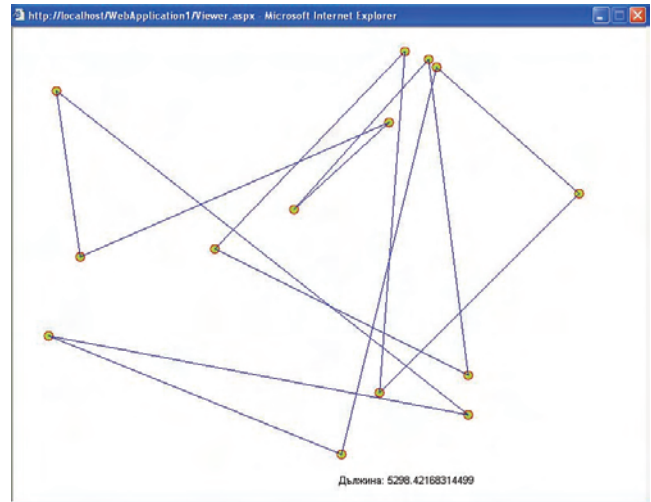 http://localhost/WebApplication1/Viewer.aspx - Microsoft Internet Explorer
Дължина: 5298.42168314499